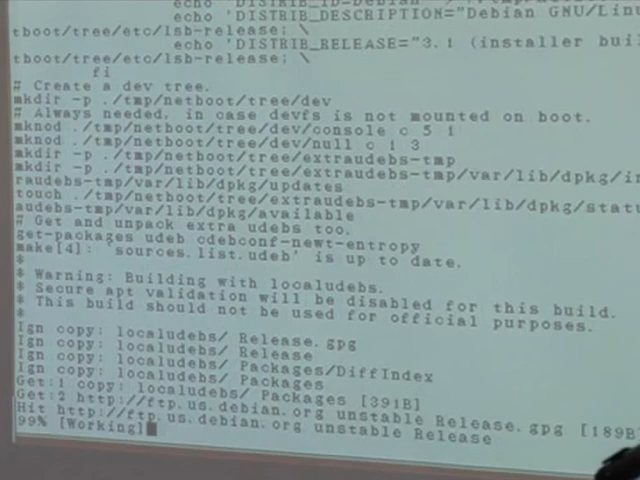 echo 'DISTRIB_ID=Debian
echo 'DISTRIB_DESCRIPTION="Debian GNU/Linu
tboot/tree/etc/lsb-release; \
echo 'DISTRIB_RELEASE="3.1 (installer buil
tboot/tree/etc/lsb-release; \
fi
# Create a dev tree.
mkdir -p ./tmp/netboot/tree/dev
# Always needed, in case devfs is not mounted on boot.
mknod ./tmp/netboot/tree/dev/console c 5 1
mknod ./tmp/netboot/tree/dev/null c 1 3
mkdir -p ./tmp/netboot/tree/extraudebs-tmp
mkdir -p ./tmp/netboot/tree/extraudebs-tmp/var/lib/dpkg/in
raudebs-tmp/var/lib/dpkg/updates
touch ./tmp/netboot/tree/extraudebs-tmp/var/lib/dpkg/statu
audebs-tmp/var/lib/dpkg/available
# Get and unpack extra udebs too.
get-packages udeb cdebconf-newt-entropy
make[4]: `sources.list.udeb' is up to date.
*
* Warning: Building with localudebs.
* Secure apt validation will be disabled for this build.
* This build should not be used for official purposes.
*
Ign copy: localudebs/ Release.gpg
Ign copy: localudebs/ Release
Ign copy: localudebs/ Packages/DiffIndex
Ign copy: localudebs/ Packages
Get:1 copy: localudebs/ Packages [391B]
Get:2 http://ftp.us.debian.org unstable Release.gpg [189B
Hit http://ftp.us.debian.org unstable Release
99% [Working]